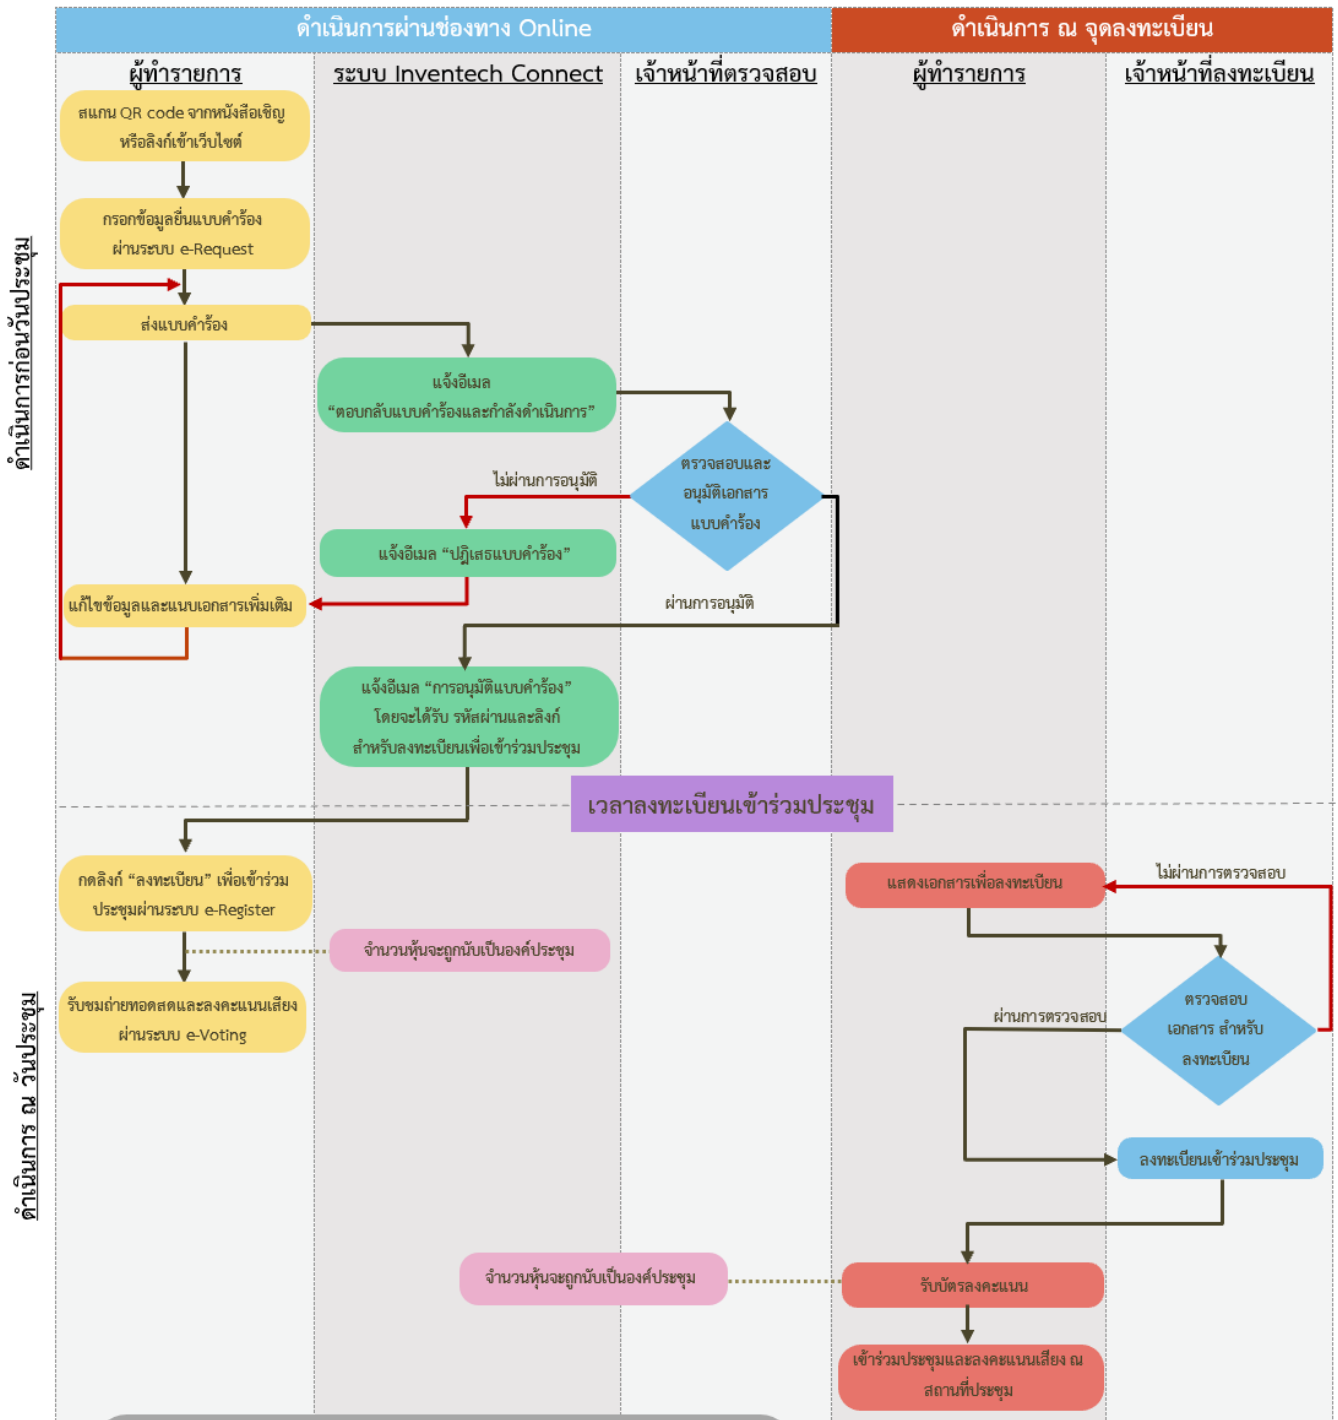 ดำเนินการผ่านช่องทาง Online
ดำเนินการ ณ จุดลงทะเบียน
ผู้ทำรายการ
ระบบ Inventech Connect
เจ้าหน้าที่ตรวจสอบ
ผู้ทำรายการ
เจ้าหน้าที่ลงทะเบียน
ดำเนินการก่อนวันประชุม
สแกน QR code จากหนังสือเชิญ
หรือลิงก์เข้าเว็บไซต์
กรอกข้อมูลยื่นแบบคำร้อง
ผ่านระบบ e-Request
ส่งแบบคำร้อง
แจ้งอีเมล
“ตอบกลับแบบคำร้องและกำลังดำเนินการ”
ตรวจสอบและ
อนุมัติเอกสาร
แบบคำร้อง
ไม่ผ่านการอนุมัติ
แจ้งอีเมล “ปฎิเสธแบบคำร้อง”
แก้ไขข้อมูลและแนบเอกสารเพิ่มเติม
ผ่านการอนุมัติ
แจ้งอีเมล “การอนุมัติแบบคำร้อง”
โดยจะได้รับ รหัสผ่านและลิงก์
สำหรับลงทะเบียนเพื่อเข้าร่วมประชุม
เวลาลงทะเบียนเข้าร่วมประชุม
ดำเนินการ ณ วันประชุม
กดลิงก์ “ลงทะเบียน” เพื่อเข้าร่วม
ประชุมผ่านระบบ e-Register
จำนวนหุ้นจะถูกนับเป็นองค์ประชุม
รับชมถ่ายทอดสดและลงคะแนนเสียง
ผ่านระบบ e-Voting
แสดงเอกสารเพื่อลงทะเบียน
ไม่ผ่านการตรวจสอบ
ตรวจสอบ
เอกสาร สำหรับ
ลงทะเบียน
ผ่านการตรวจสอบ
ลงทะเบียนเข้าร่วมประชุม
จำนวนหุ้นจะถูกนับเป็นองค์ประชุม
รับบัตรลงคะแนน
เข้าร่วมประชุมและลงคะแนนเสียง ณ
สถานที่ประชุม